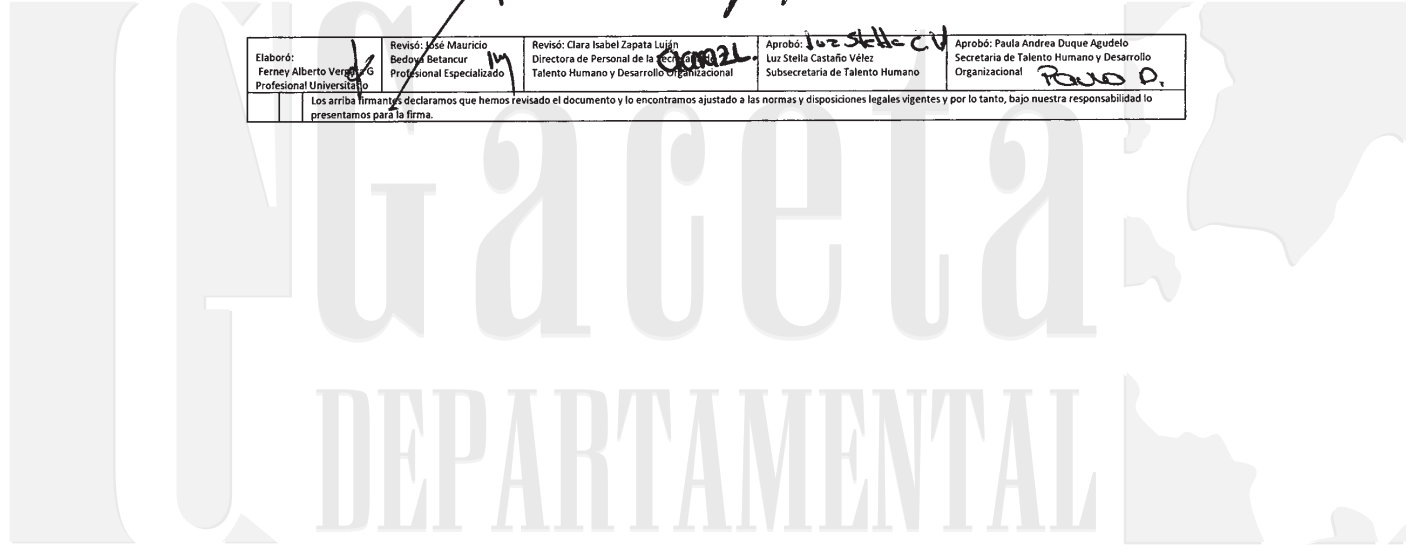 Elaboró:
Ferney Alberto
Profesional Universitario
Revisó: José Mauricio
Bedoya Betancur
Profesional Especializado
Revisó: Clara Isabel Zapata Luján
Directora de Personal de la
Talento Humano y Desarrollo Organizacional
ClaraZL.
Aprobó: Luz Stella C V
Luz Stella Castaño Vélez
Subsecretaria de Talento Humano
Aprobó: Paula Andrea Duque Agudelo
Secretaria de Talento Humano y Desarrollo
Organizacional Paula D.
Los arriba firmantes declaramos que hemos revisado el documento y lo encontramos ajustado a las normas y disposiciones legales vigentes y por lo tanto, bajo nuestra responsabilidad lo
presentamos para la firma.
Gaceta
DEPARTAMENTAL